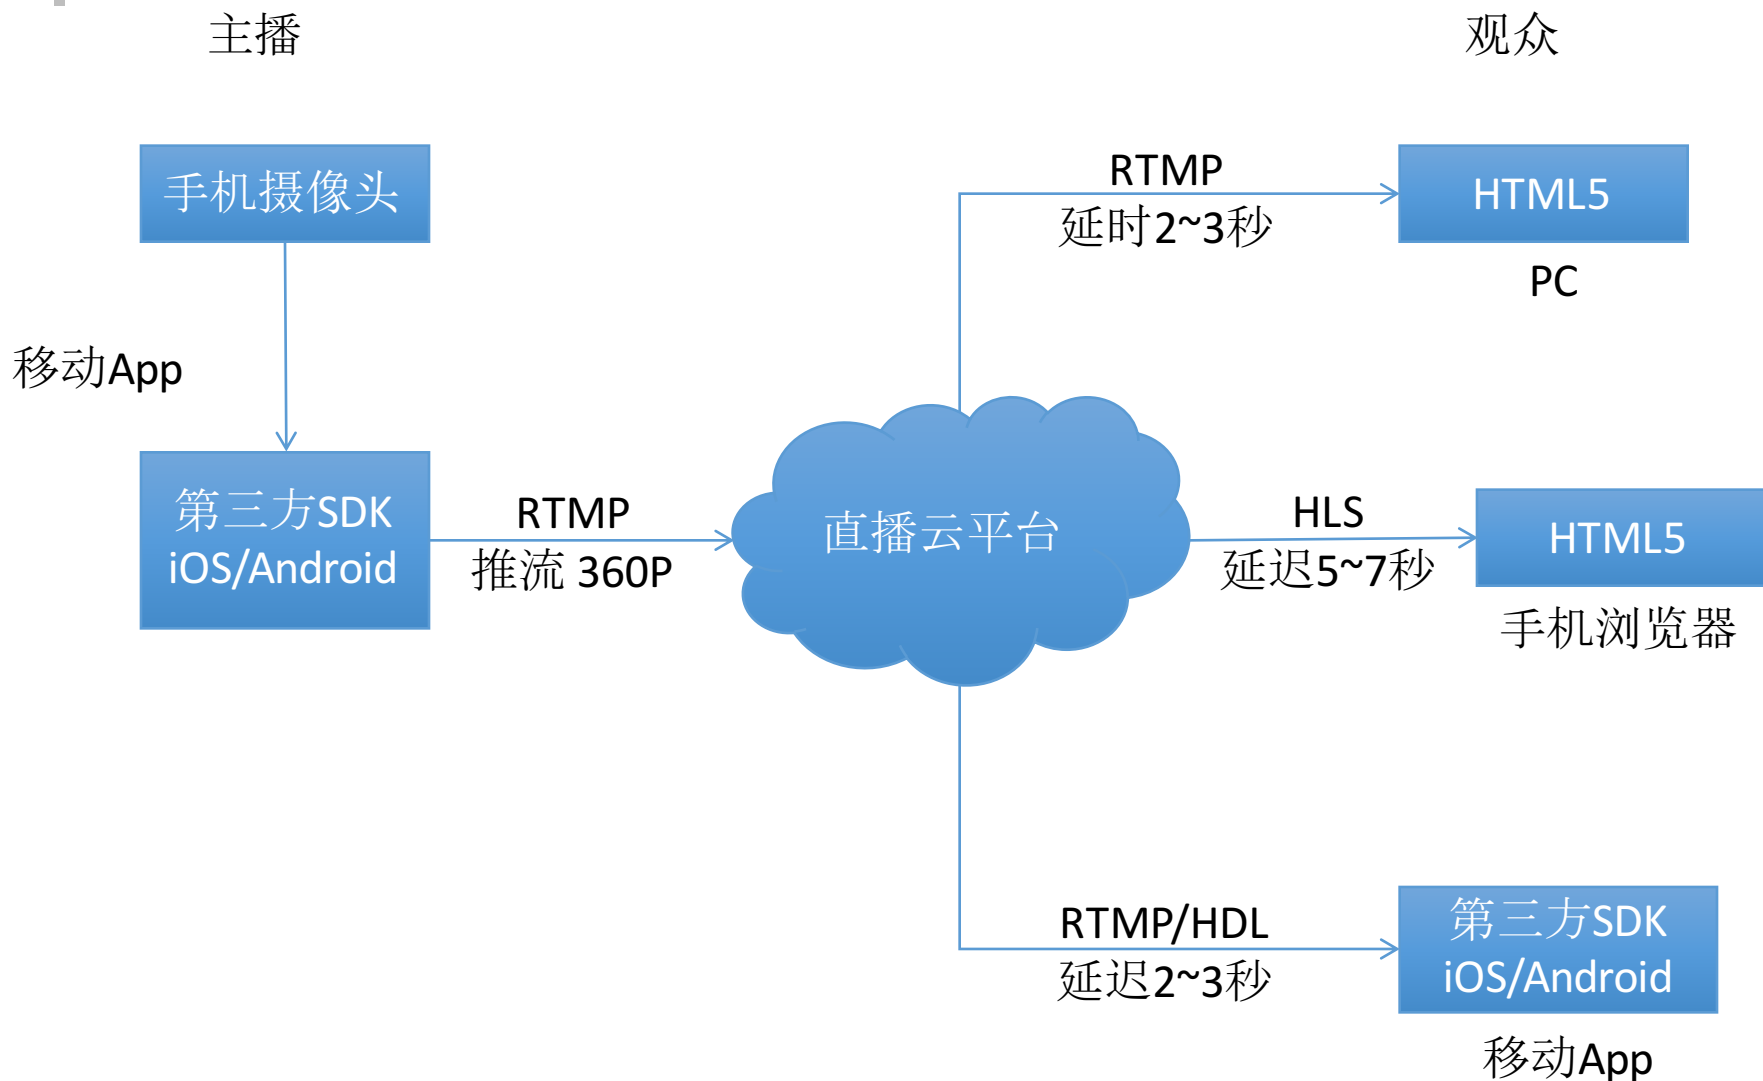 主播
观众
手机摄像头
RTMP
延时2~3秒
HTML5
PC
移动App
第三方SDK
iOS/Android
RTMP
推流 360P
直播云平台
HLS
延迟5~7秒
HTML5
手机浏览器
RTMP/HDL
延迟2~3秒
第三方SDK
iOS/Android
移动App